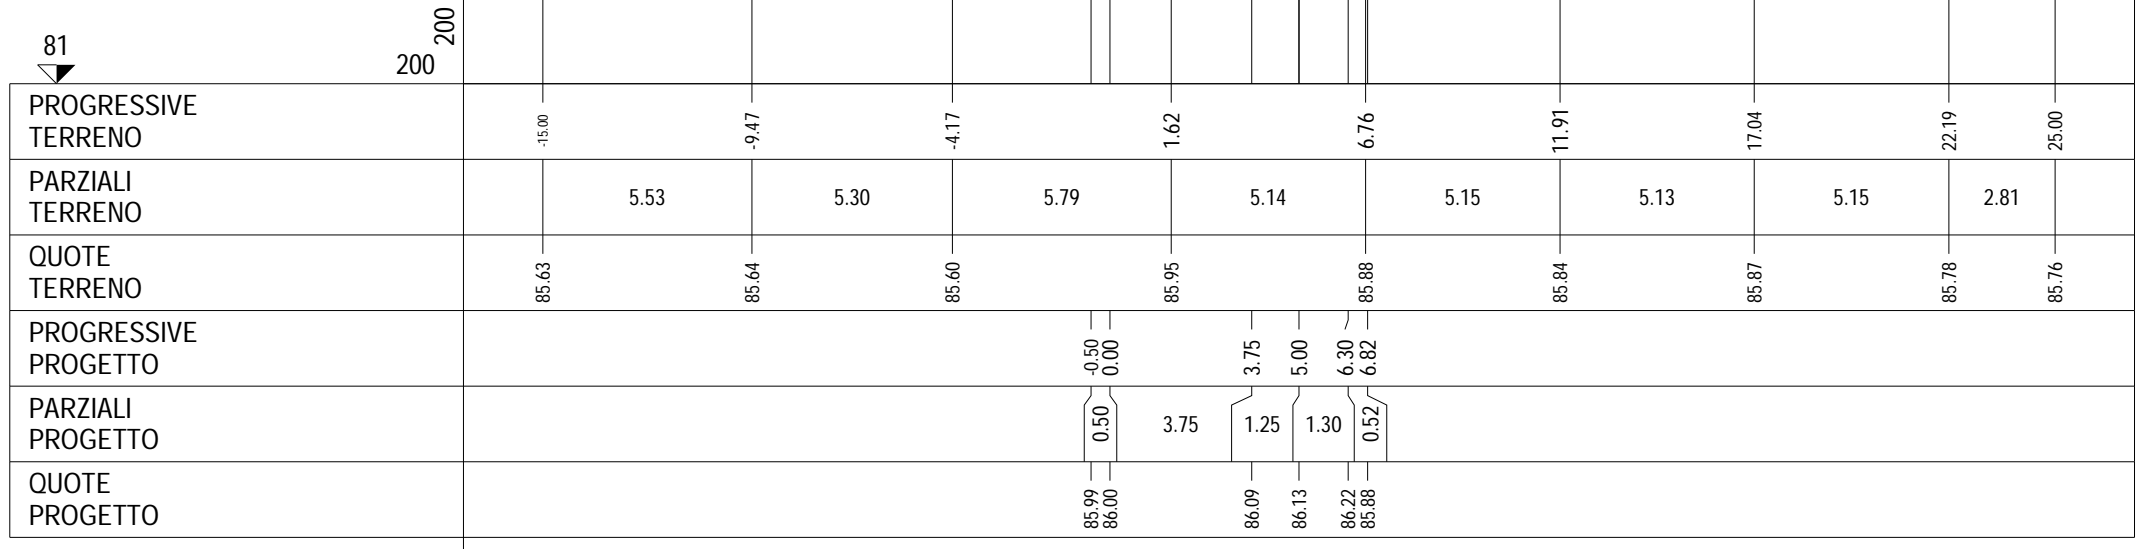 200
81
200
PROGRESSIVE
TERRENO
-15.00 -9.47 -4.17 1.62 6.76 11.91 17.04 22.19 25.00
PARZIALI
TERRENO
5.53 5.30 5.79 5.14 5.15 5.13 5.15 2.81
QUOTE
TERRENO
85.63 85.64 85.60 85.95 85.88 85.84 85.87 85.78 85.76
PROGRESSIVE
PROGETTO
-0.50 0.00 3.75 5.00 6.30 6.82
PARZIALI
PROGETTO
0.50 3.75 1.25 1.30 0.52
QUOTE
PROGETTO
85.99 86.00 86.09 86.13 86.22 85.88